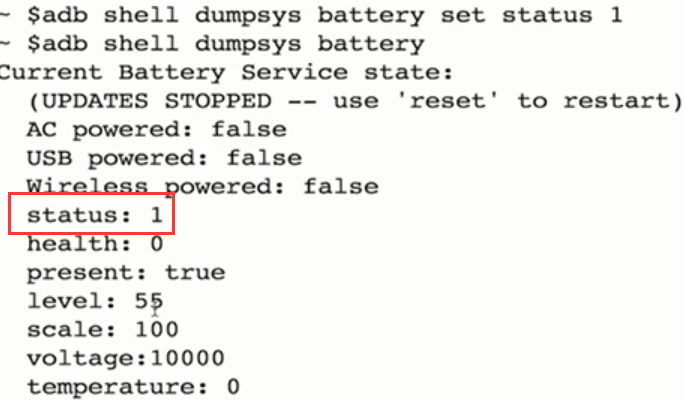 ~ $adb shell dumpsys battery set status 1
~ $adb shell dumpsys battery
Current Battery Service state:
(UPDATES STOPPED -- use 'reset' to restart)
AC powered: false
USB powered: false
Wireless powered: false
status: 1
health: 0
present: true
level: 55
scale: 100
voltage:10000
temperature: 0